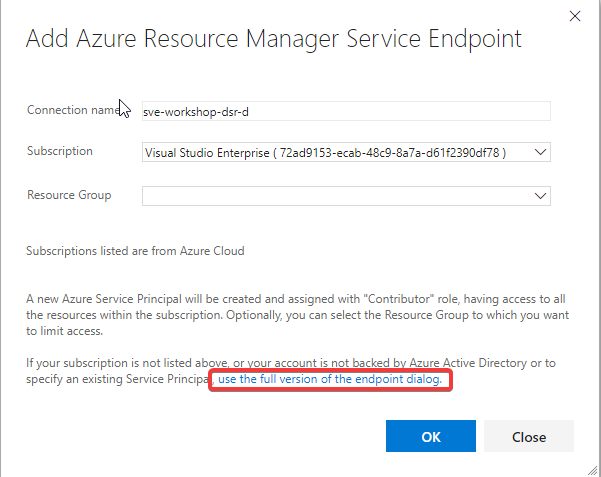 Add Azure Resource Manager Service Endpoint
Connection name sve-workshop-dsr-d
Subscription Visual Studio Enterprise ( 72ad9153-ecab-48c9-8a7a-d61f2390df78 )
Resource Group
Subscriptions listed are from Azure Cloud
A new Azure Service Principal will be created and assigned with "Contributor" role, having access to all
the resources within the subscription. Optionally, you can select the Resource Group to which you want
to limit access.
If your subscription is not listed above, or your account is not backed by Azure Active Directory or to
specify an existing Service Principal, use the full version of the endpoint dialog.
OK Close